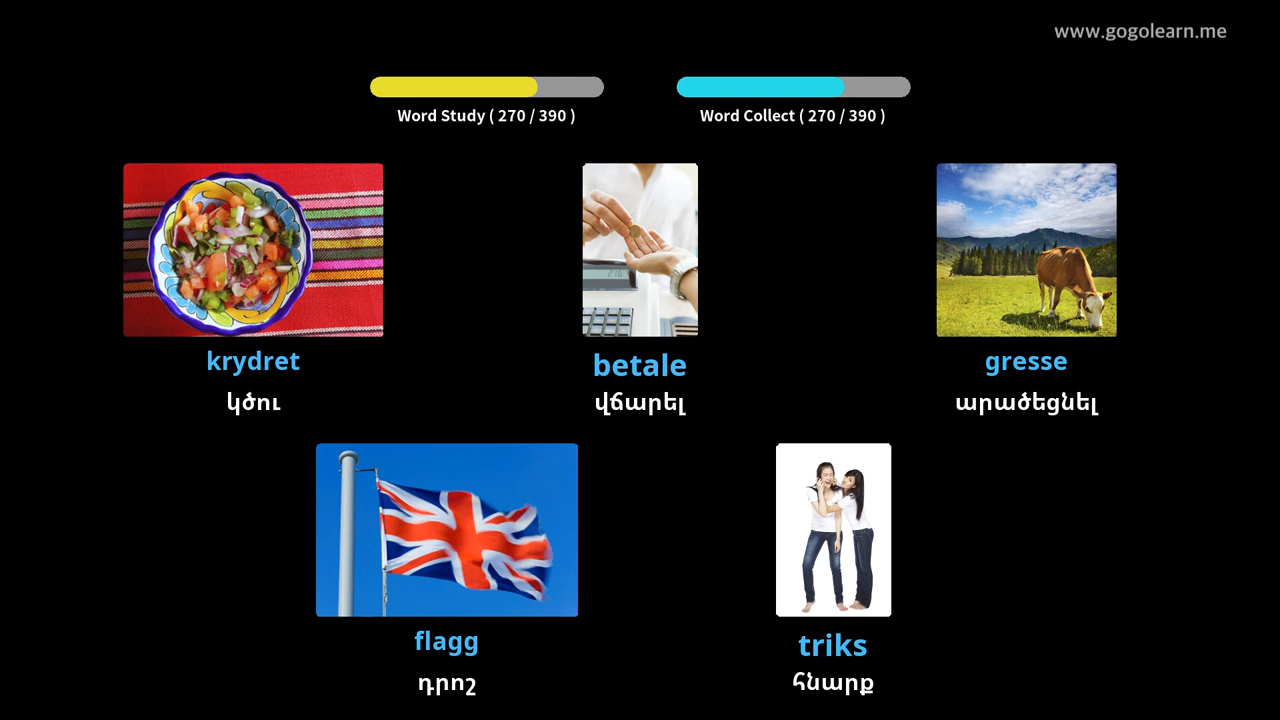 www.gogolearn.me
Word Study ( 270 / 390 )
Word Collect ( 270 / 390 )
krydret
կծու
betale
վճարել
gresse
արածեցնել
flagg
դրոշ
triks
հնարք